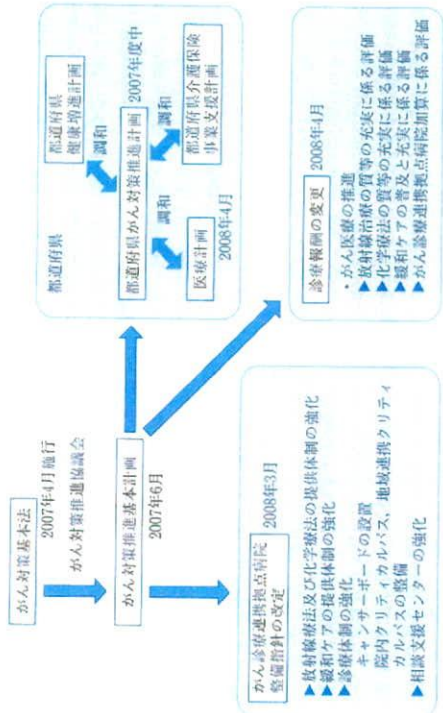 がん対策基本法
2007年4月施行
がん対策推進協議会
がん対策推進基本計画
2007年6月
都道府県
都道府県
健康増進計画
調和
都道府県がん対策推進計画
2007年度中
調和
調和
医療計画
2008年4月
都道府県介護保険
事業支援計画
がん診療連携拠点病院
整備指針の改定
2008年3月
▶放射線療法及び化学療法の提供体制の強化
▶緩和ケアの提供体制の強化
▶診療体制の強化
キャンサーボードの設置
院内クリティカルパス、地域連携クリティ
カルパスの整備
▶相談支援センターの強化
診療報酬の変更
2008年4月
・がん医療の推進
▶放射線治療の質等の充実に係る評価
▶化学療法の質等の充実に係る評価
▶緩和ケアの普及と充実に係る評価
▶がん診療連携拠点病院加算に係る評価